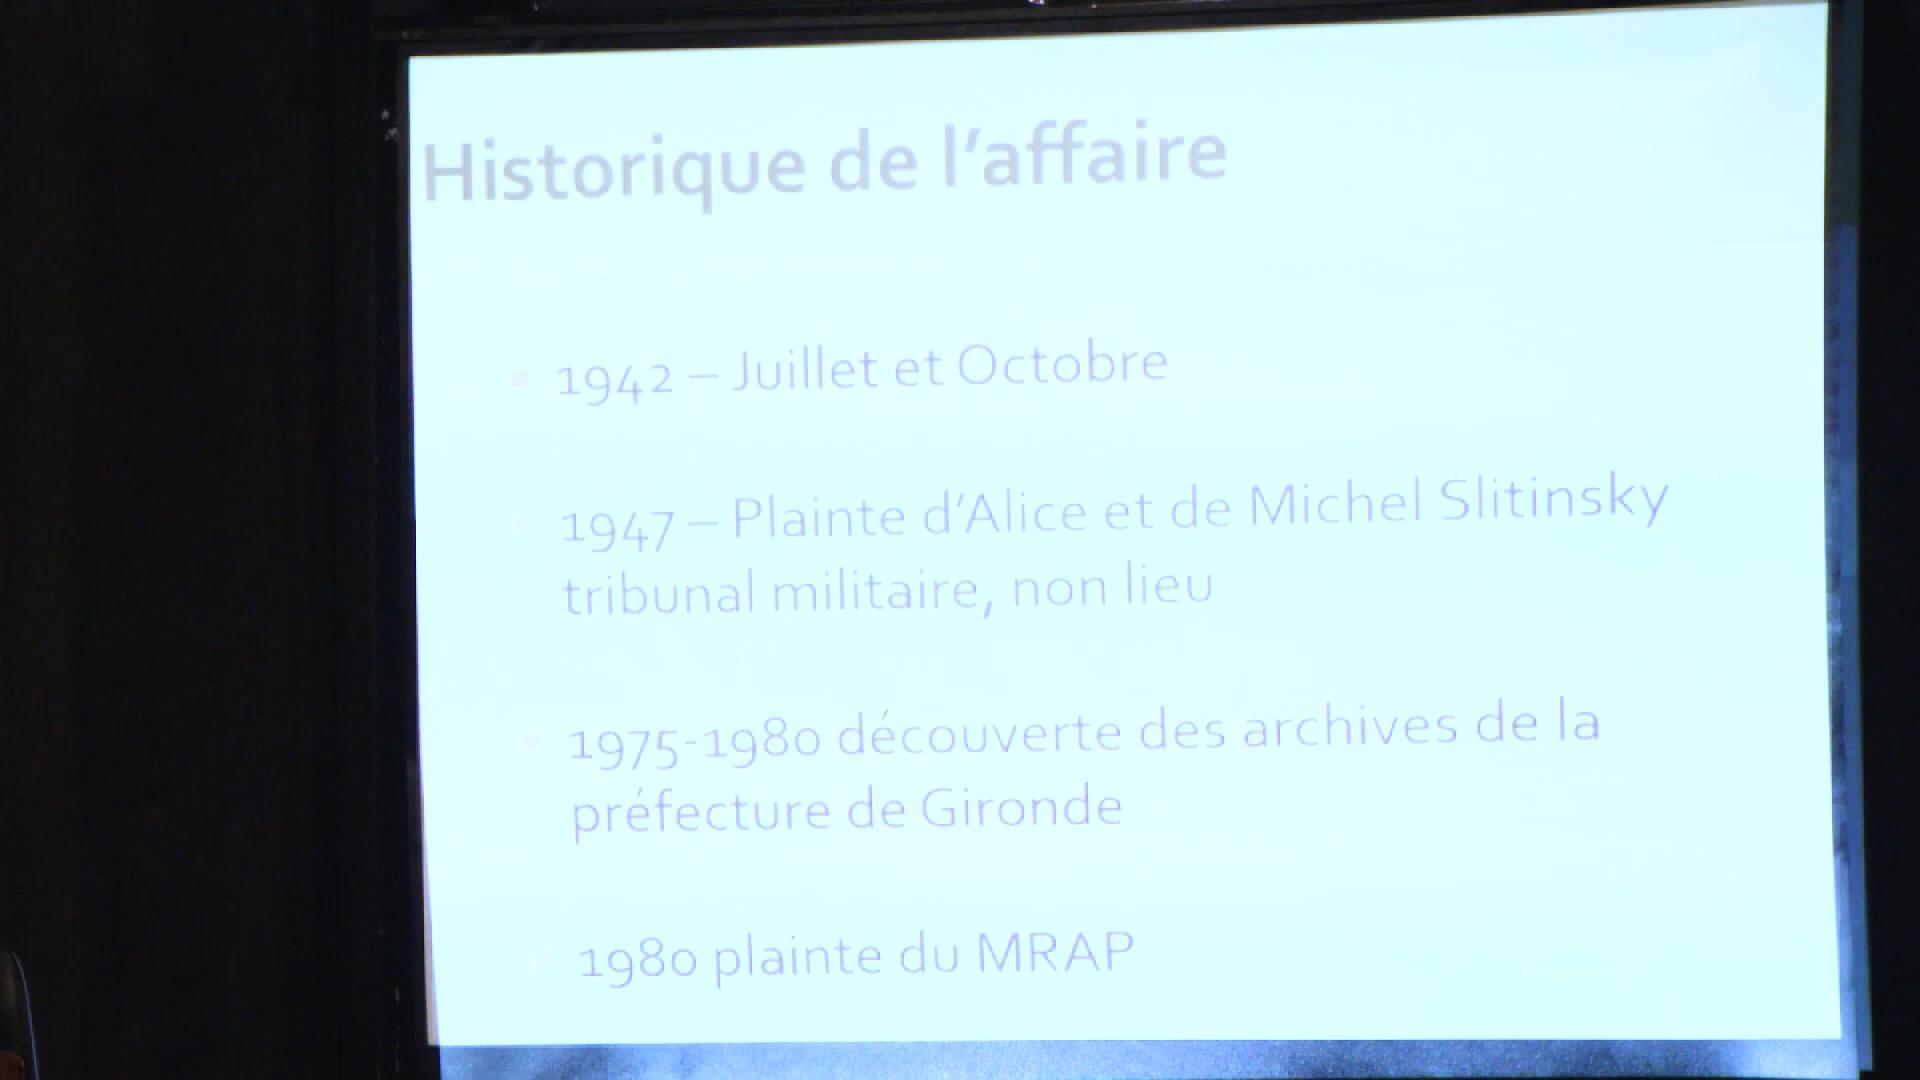 Historique de l'affaire
1942 – Juillet et Octobre
1947 – Plainte d'Alice et de Michel Slitinsky
tribunal militaire, non lieu
1975-1980 découverte des archives de la
préfecture de Gironde
1980 plainte du MRAP